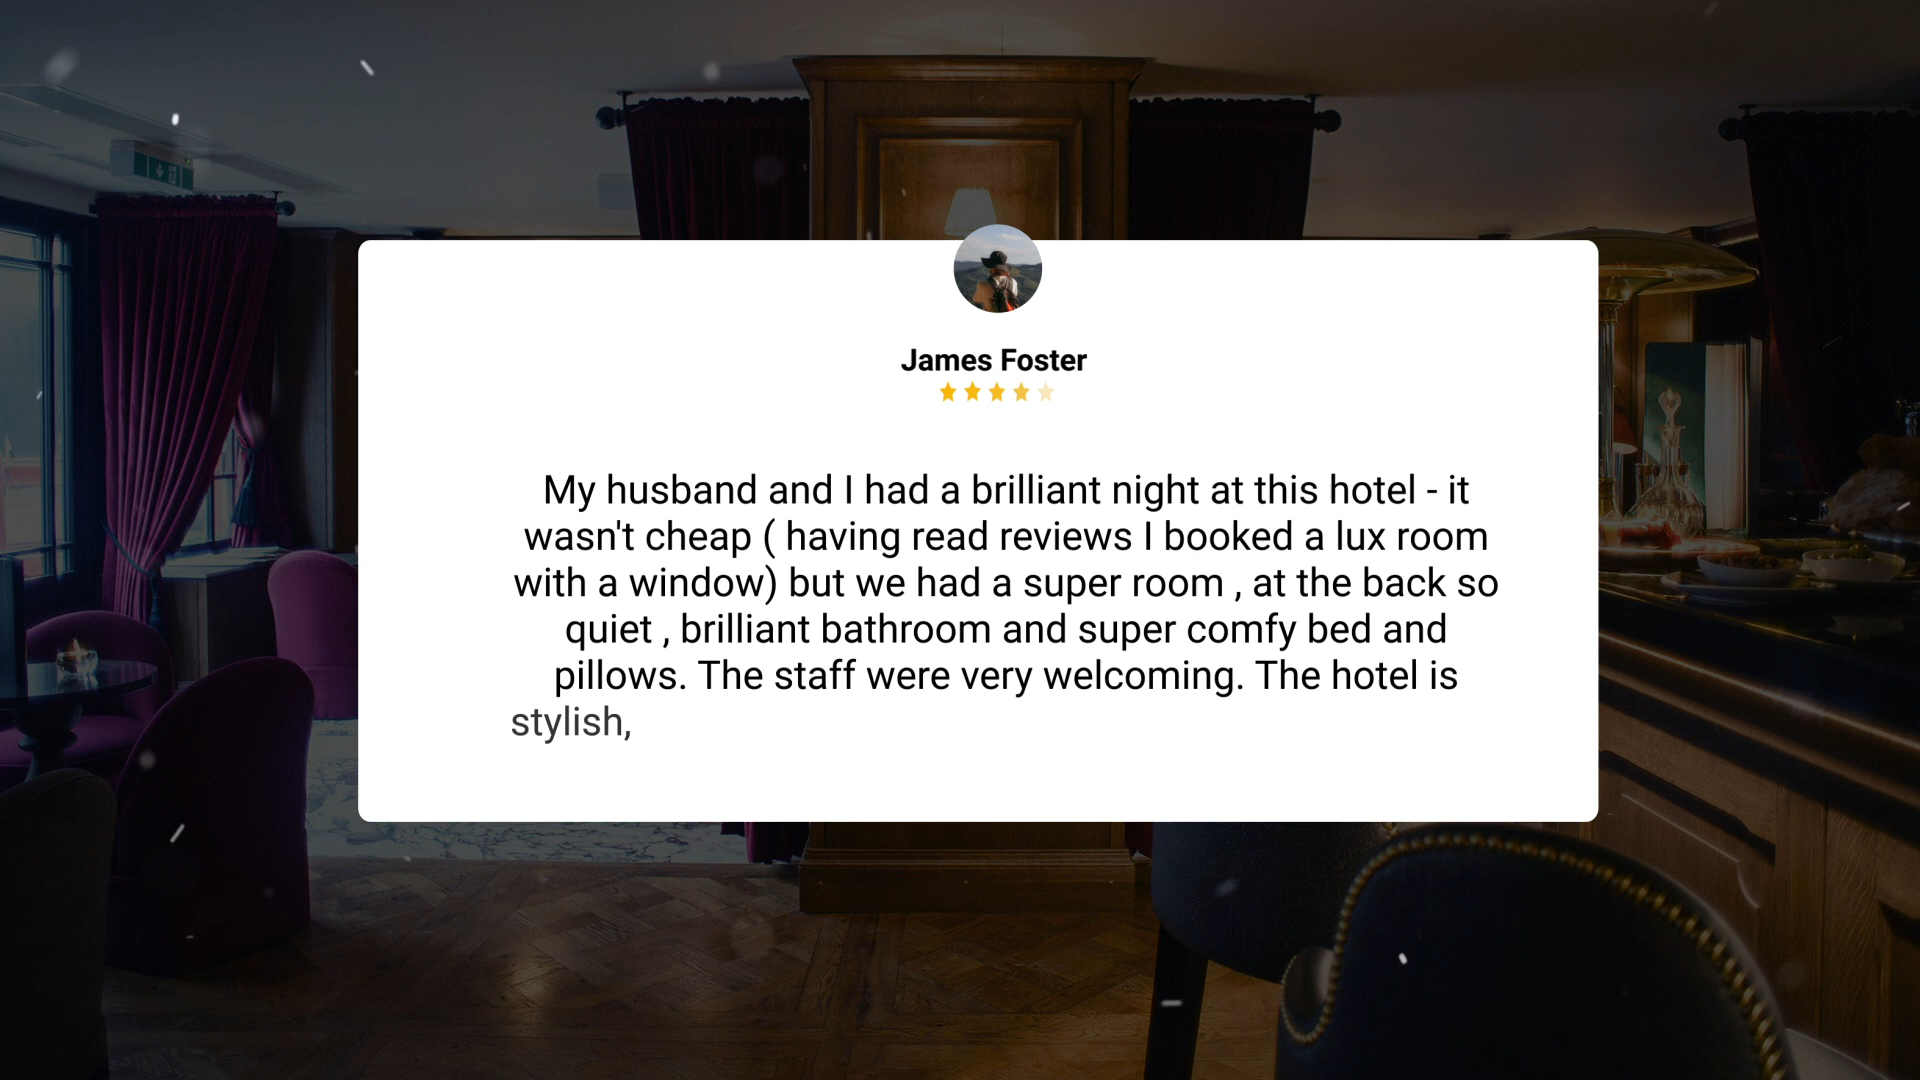 James Foster
My husband and I had a brilliant night at this hotel - it
wasn't cheap ( having read reviews I booked a lux room
with a window) but we had a super room , at the back so
quiet , brilliant bathroom and super comfy bed and
pillows. The staff were very welcoming. The hotel is
stylish,